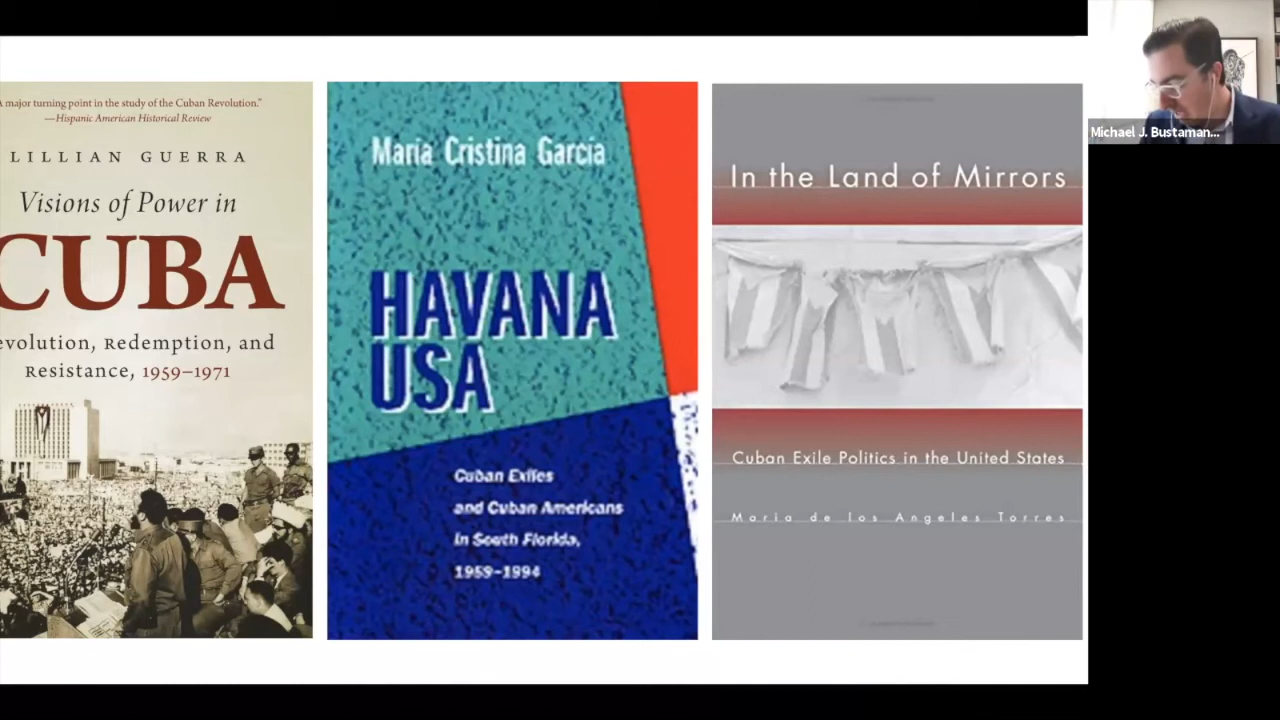 A major turning point in the study of the Cuban Revolution."
—Hispanic American Historical Review
LILLIAN GUERRA
Visions of Power in
CUBA
evolution, Redemption, and
Resistance, 1959–1971
María Cristina García
HAVANA
USA
Cuban Exiles
and Cuban Americans
in South Florida,
1959–1994
In the Land of Mirrors
Cuban Exile Politics in the United States
María de los Angeles Torres
Michael J. Bustaman...